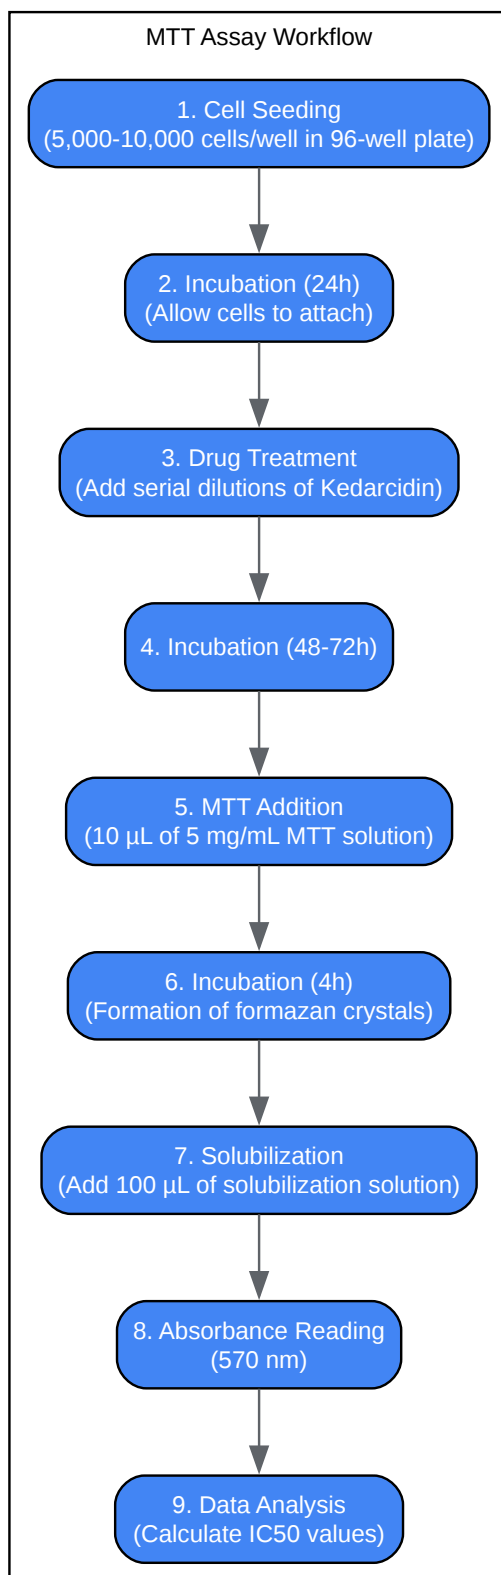 MTT Assay Workflow
1. Cell Seeding
(5,000-10,000 cells/well in 96-well plate)
2. Incubation (24h)
(Allow cells to attach)
3. Drug Treatment
(Add serial dilutions of Kedarcidin)
4. Incubation (48-72h)
5. MTT Addition
(10 µL of 5 mg/mL MTT solution)
6. Incubation (4h)
(Formation of formazan crystals)
7. Solubilization
(Add 100 µL of solubilization solution)
8. Absorbance Reading
(570 nm)
9. Data Analysis
(Calculate IC50 values)